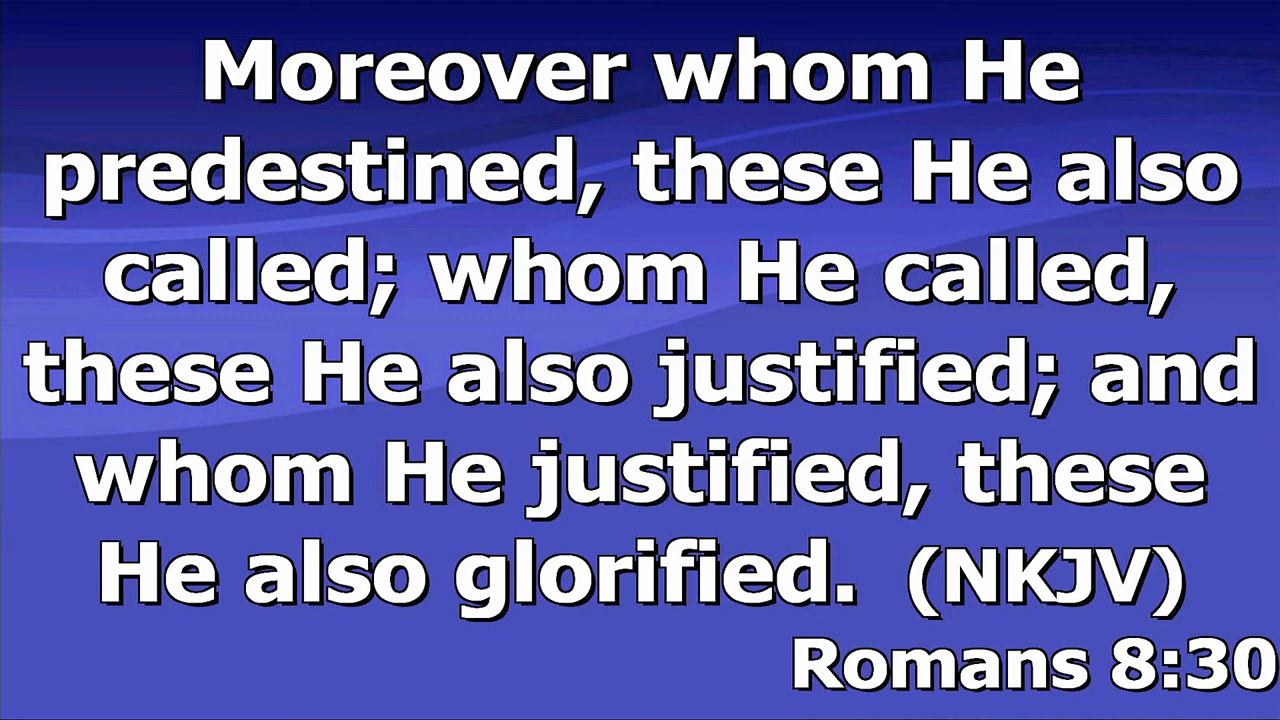 Moreover whom He
predestined, these He also
called; whom He called,
these He also justified; and
whom He justified, these
He also glorified.  (NKJV)
Romans 8:30